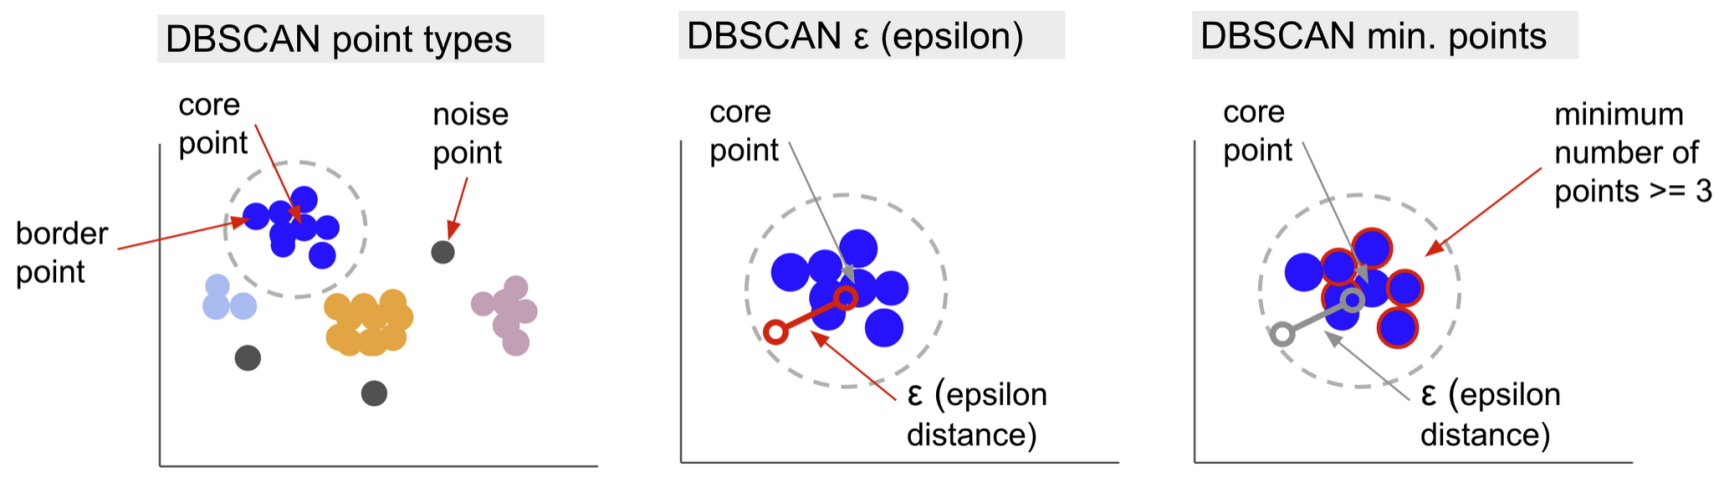 DBSCAN point types
core
point
noise
point
border
point
DBSCAN ε (epsilon)
core
point
ε (epsilon
distance)
DBSCAN min. points
core
point
minimum
number of
points >= 3
ε (epsilon
distance)